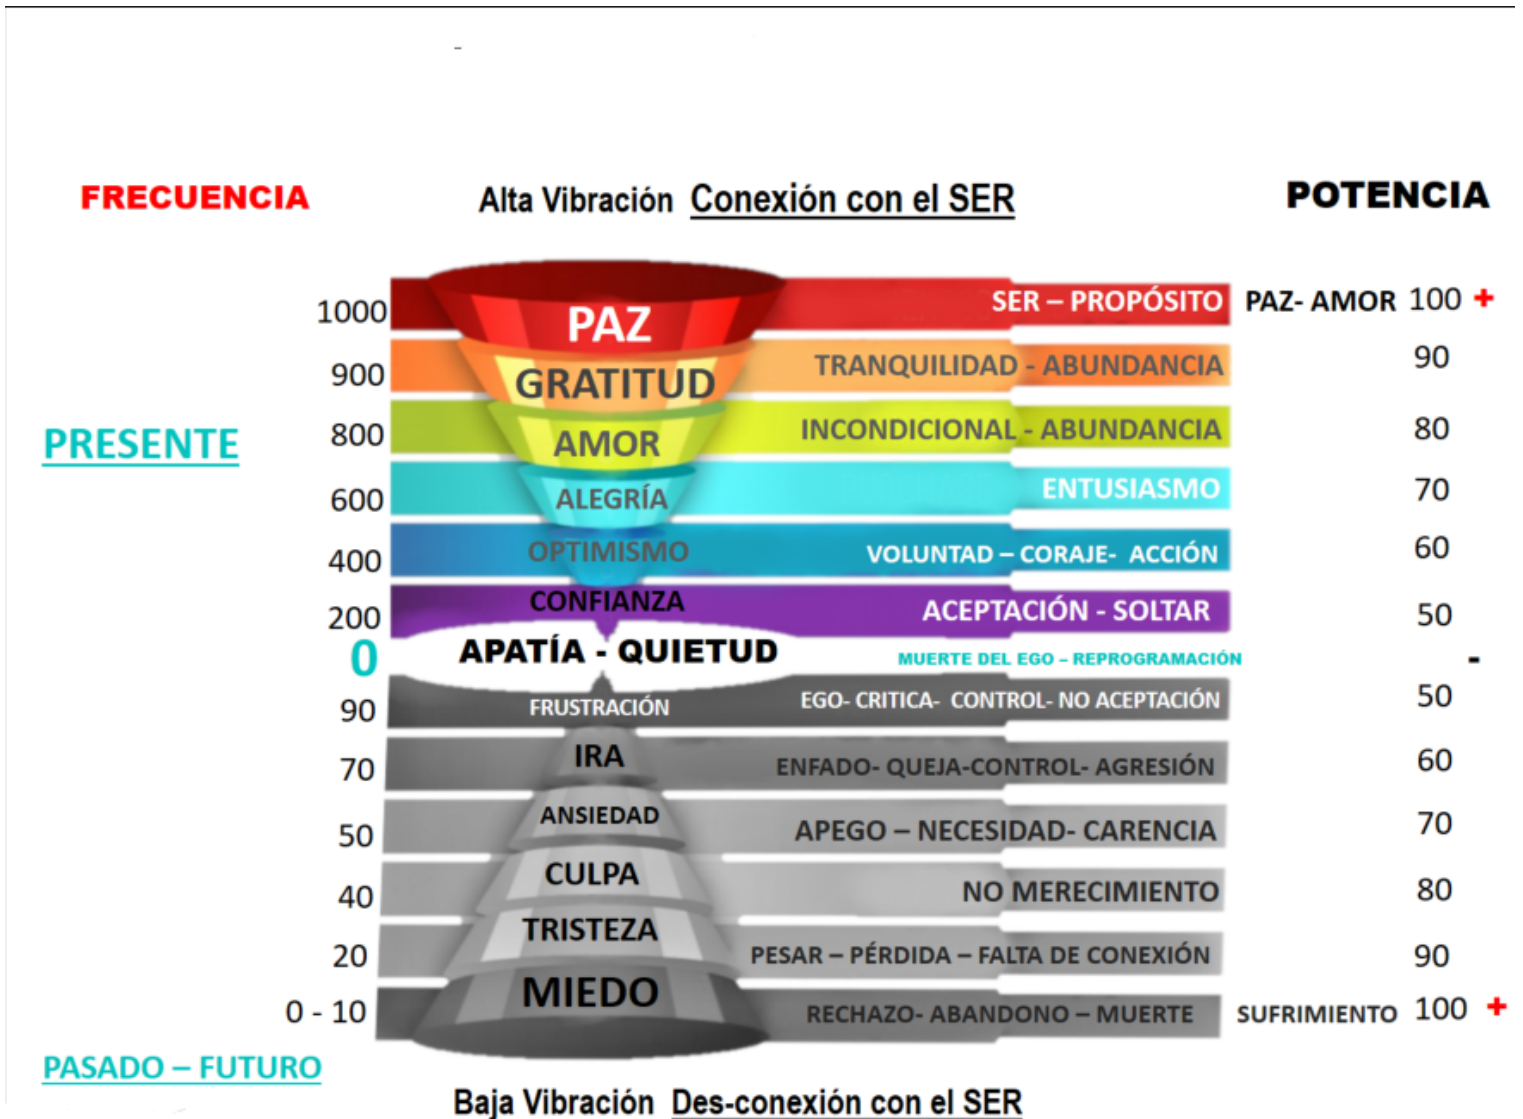 FRECUENCIA Alta Vibración Conexión con el SER POTENCIA
1000 PAZ SER – PROPÓSITO PAZ- AMOR 100 +
900 GRATITUD TRANQUILIDAD - ABUNDANCIA 90
PRESENTE 800 AMOR INCONDICIONAL - ABUNDANCIA 80
600 ALEGRÍA ENTUSIASMO 70
400 OPTIMISMO VOLUNTAD – CORAJE- ACCIÓN 60
200 CONFIANZA ACEPTACIÓN - SOLTAR 50
0 APATÍA - QUIETUD MUERTE DEL EGO – REPROGRAMACIÓN -
90 FRUSTRACIÓN EGO- CRITICA- CONTROL- NO ACEPTACIÓN 50
70 IRA ENFADO- QUEJA-CONTROL- AGRESIÓN 60
50 ANSIEDAD APEGO – NECESIDAD- CARENCIA 70
40 CULPA NO MERECIMIENTO 80
20 TRISTEZA PESAR – PÉRDIDA – FALTA DE CONEXIÓN 90
0 - 10 MIEDO RECHAZO- ABANDONO – MUERTE SUFRIMIENTO 100 +
PASADO – FUTURO
Baja Vibración Des-conexión con el SER